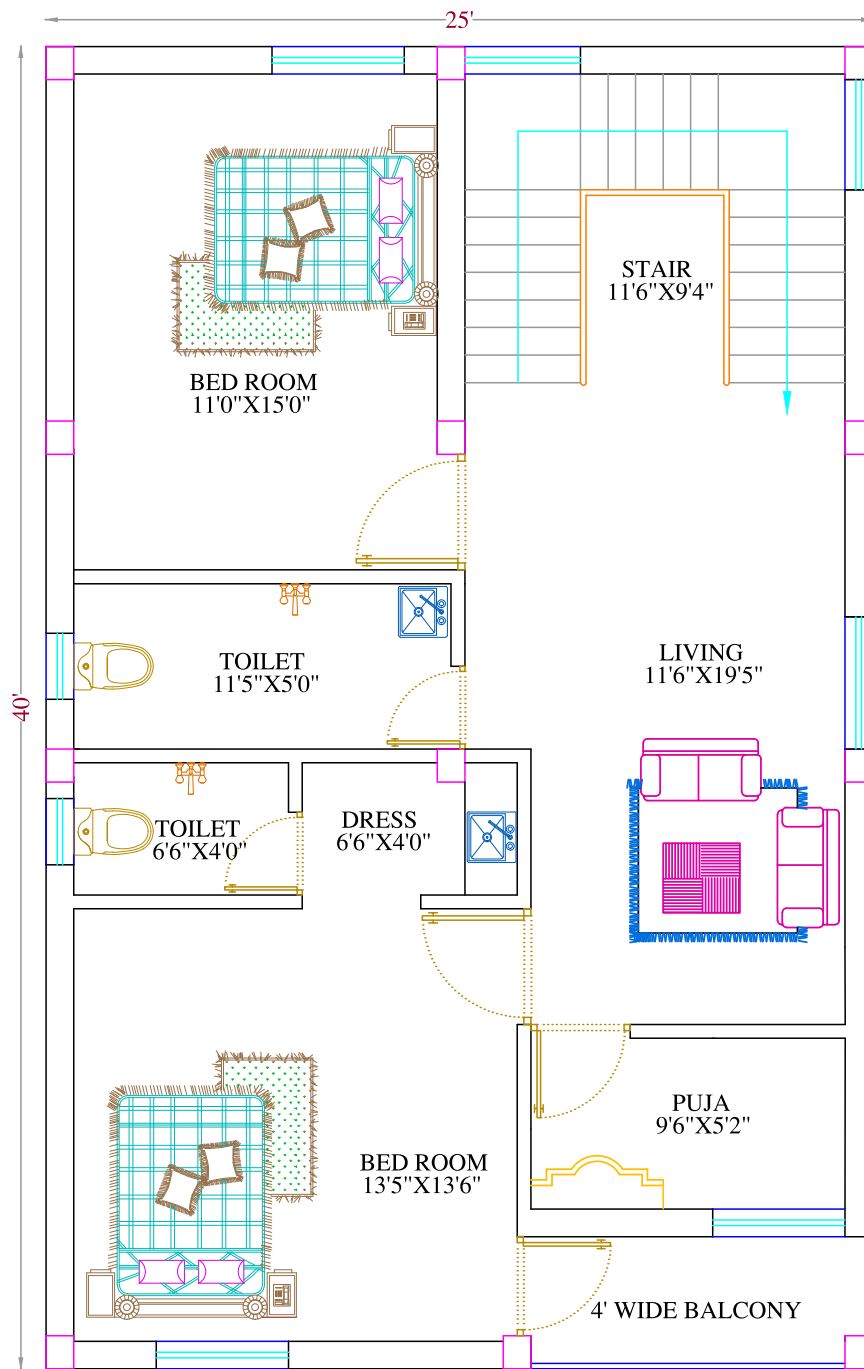 25'
STAIR
11'6"X9'4"
BED ROOM
11'0"X15'0"
TOILET
11'5"X5'0"
LIVING
11'6"X19'5"
40'
TOILET
6'6"X4'0"
DRESS
6'6"X4'0"
PUJA
9'6"X5'2"
BED ROOM
13'5"X13'6"
4' WIDE BALCONY